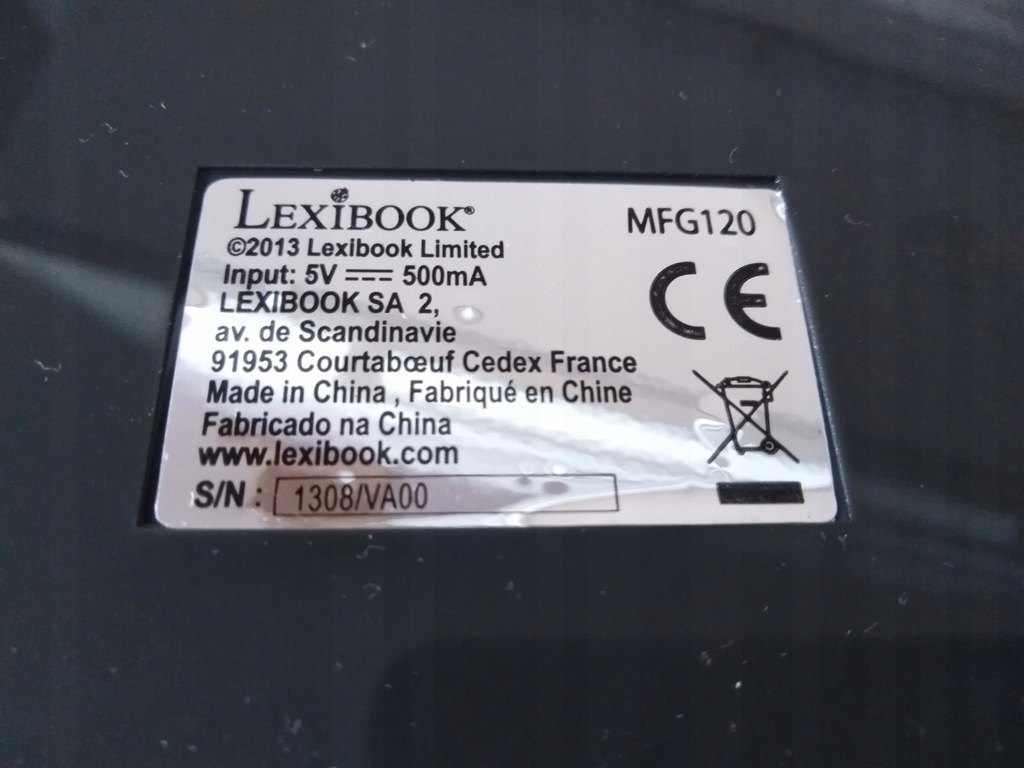 LEXIBOOK®
MFG120
©2013 Lexibook Limited
Input: 5V ⎓ 500mA
LEXIBOOK SA 2,
av. de Scandinavie
91953 Courtabœuf Cedex France
Made in China , Fabriqué en Chine
Fabricado na China
www.lexibook.com
S/N : 1308/VA00
CE